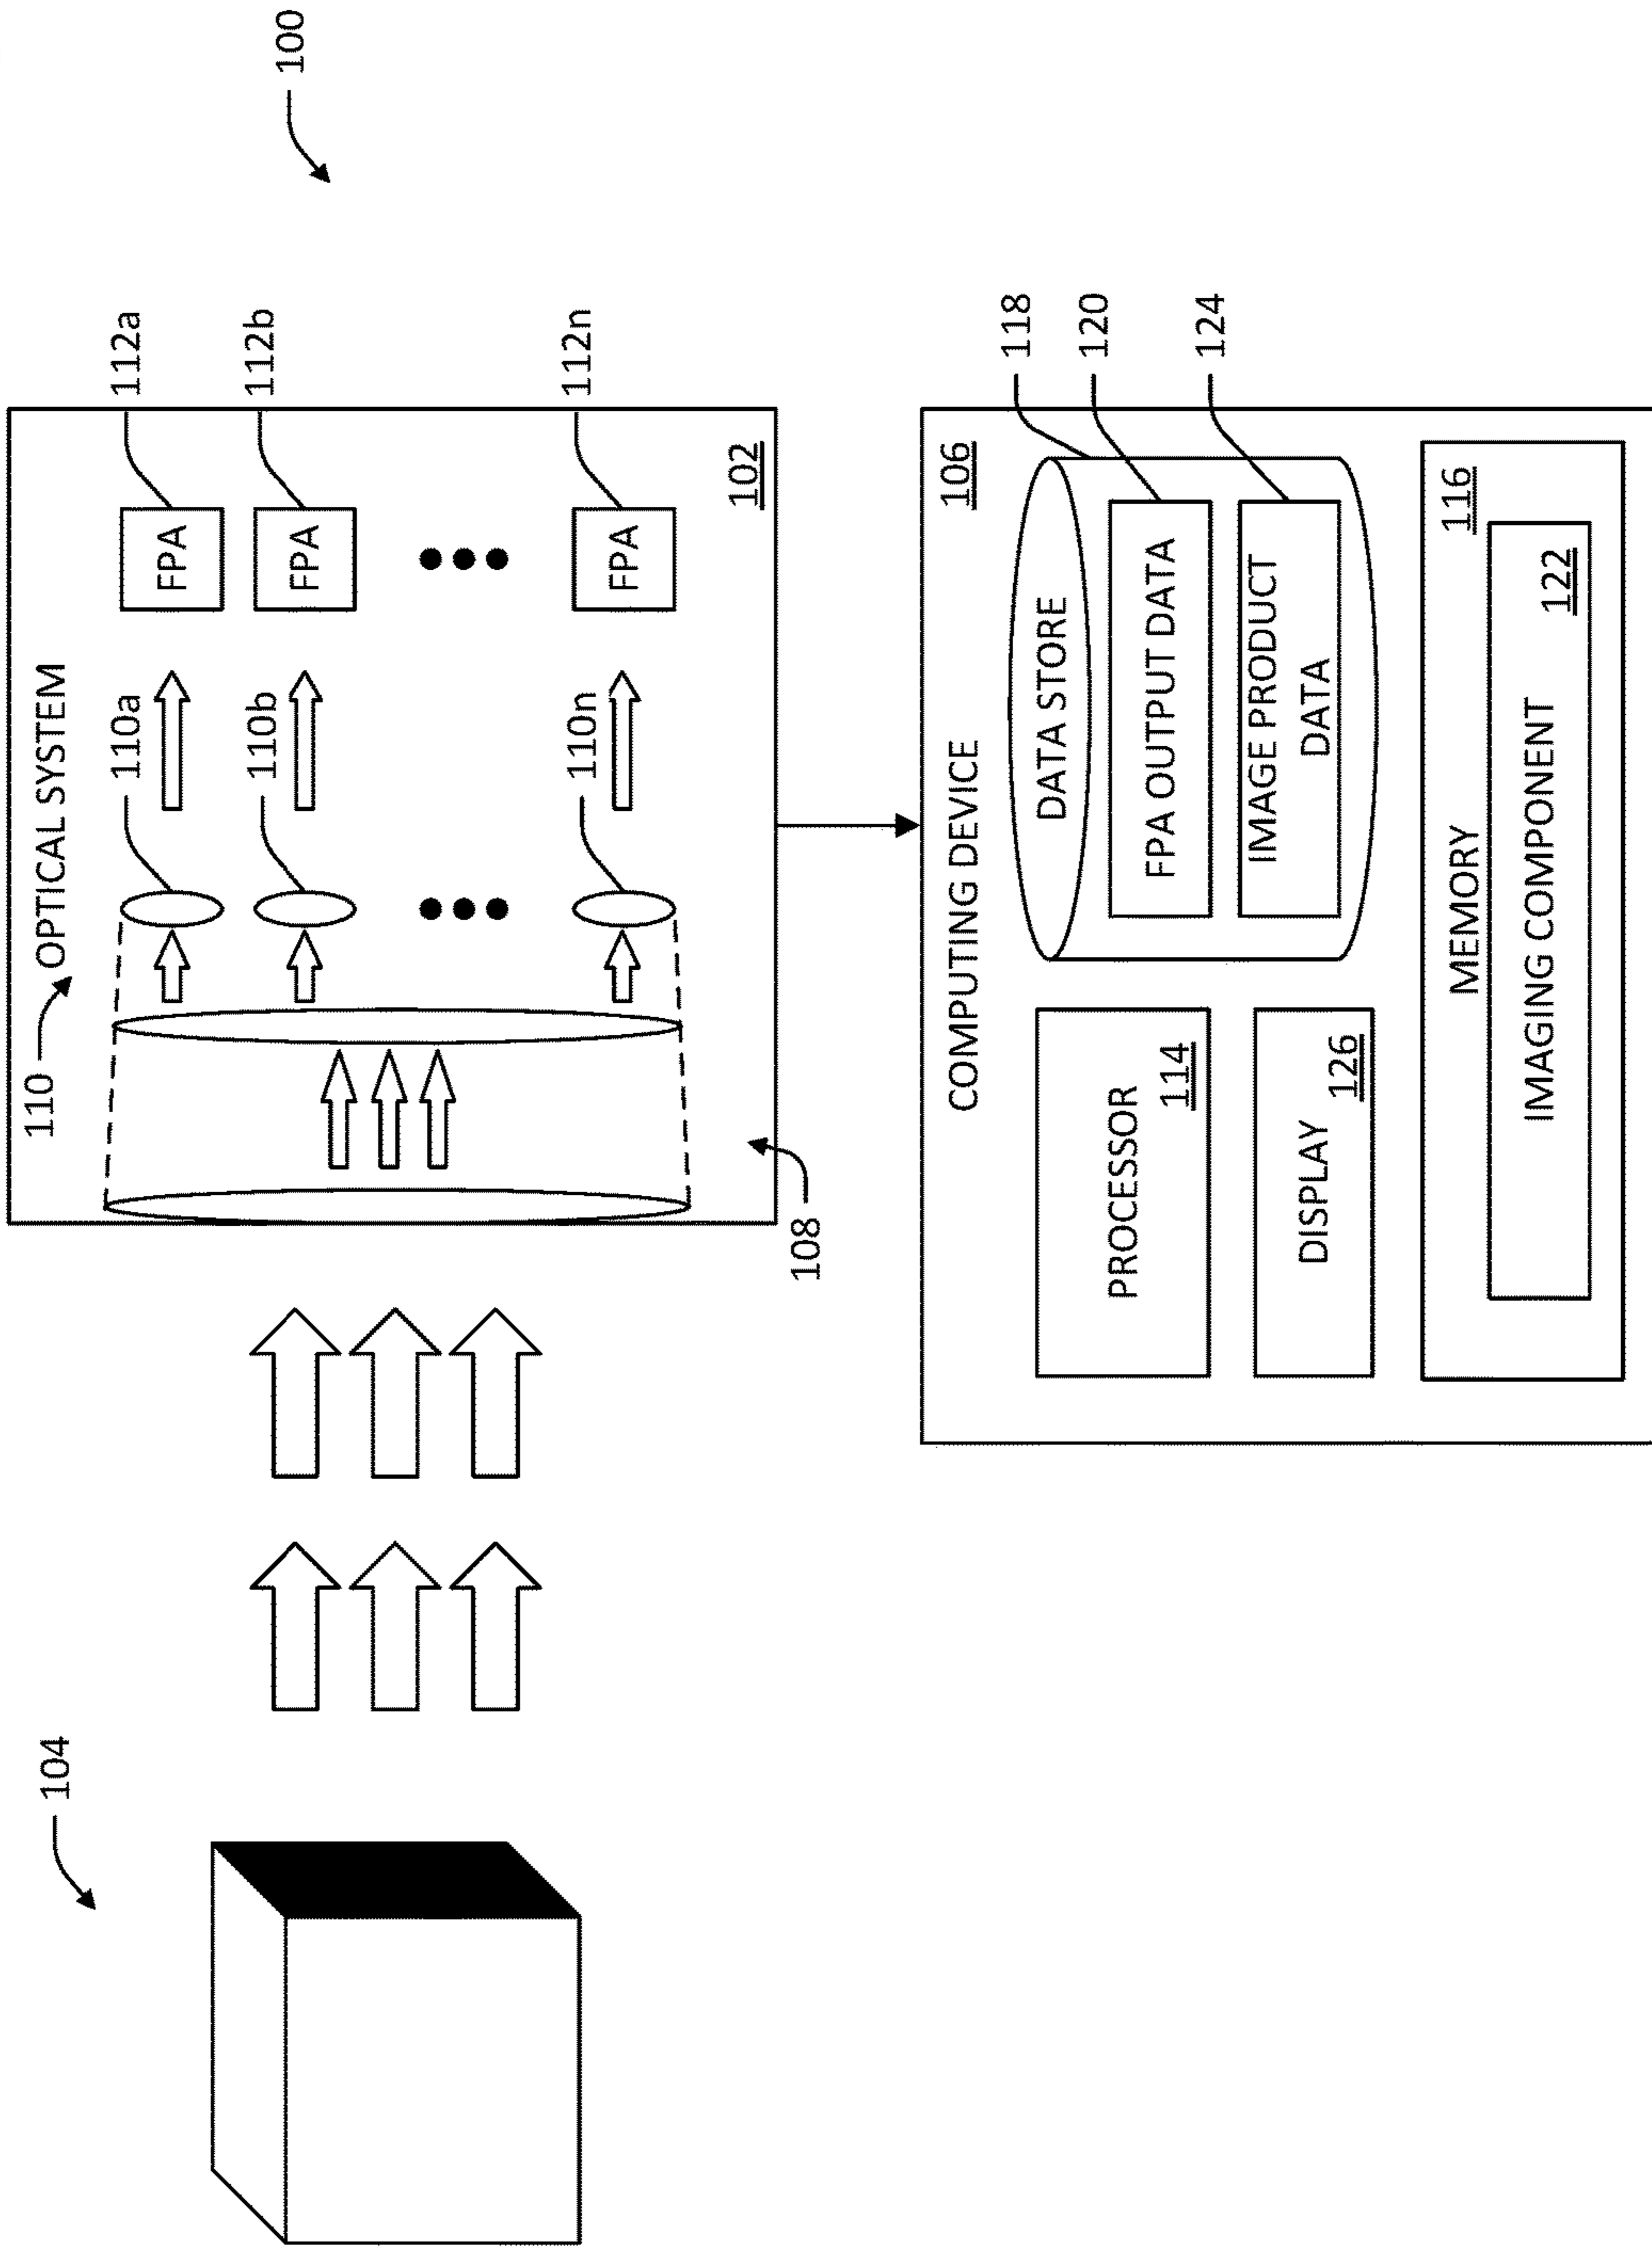 100
104
110
OPTICAL SYSTEM
110a
112a
FPA
110b
112b
FPA
110n
112n
FPA
102
108
COMPUTING DEVICE
106
PROCESSOR
114
DATA STORE
118
FPA OUTPUT DATA
120
IMAGE PRODUCT
DATA
124
DISPLAY
126
MEMORY
116
IMAGING COMPONENT
122